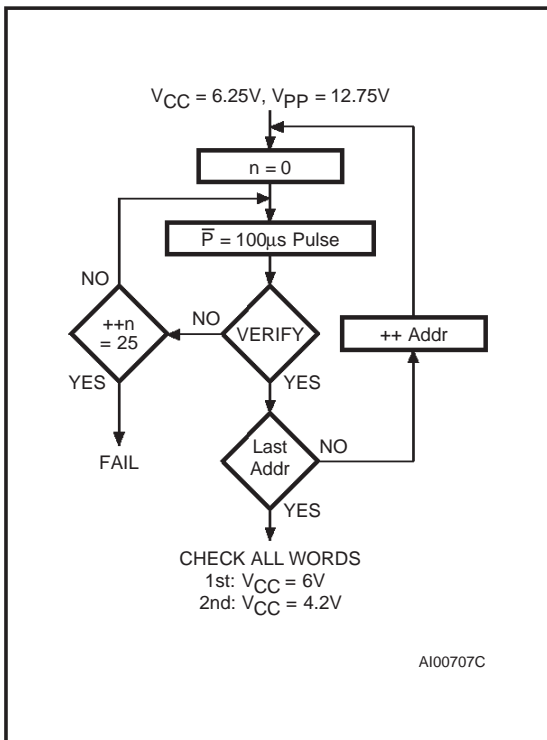 VCC = 6.25V, VPP = 12.75V
n = 0
P̅ = 100μs Pulse
NO
++n
= 25
NO
VERIFY
++ Addr
YES
YES
Last
Addr
NO
FAIL
YES
CHECK ALL WORDS
1st: VCC = 6V
2nd: VCC = 4.2V
AI00707C